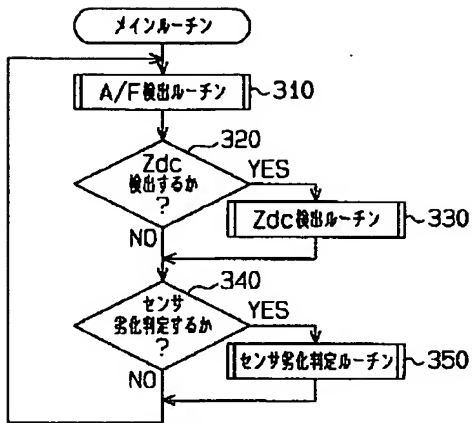 メインルーチン
A/F検出ルーチン
310
320
Zdc
検出するか
?
YES
Zdc検出ルーチン
330
NO
340
センサ
劣化判定するか
?
YES
センサ劣化判定ルーチン
350
NO